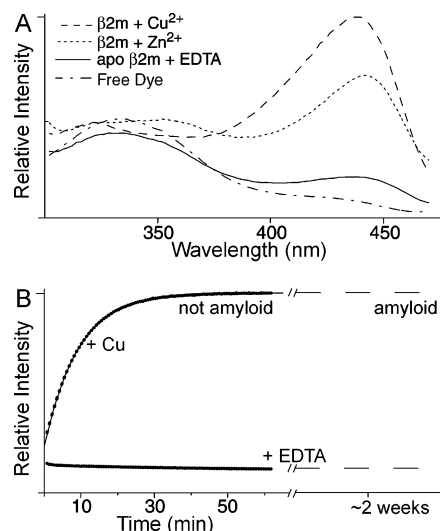 A
β2m + Cu2+
β2m + Zn2+
apo β2m + EDTA
Free Dye
Relative Intensity
350
400
450
Wavelength (nm)
B
not amyloid
amyloid
+ Cu
+ EDTA
Relative Intensity
10
30
50
~2 weeks
Time (min)